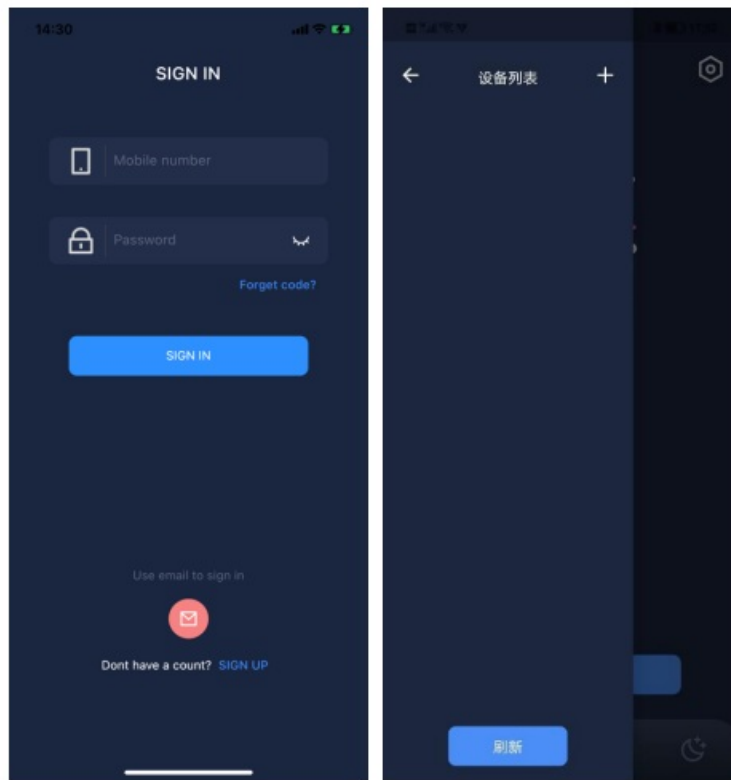 14:30
SIGN IN
Mobile number
Password
Forget code?
SIGN IN
Use email to sign in
Dont have a count? SIGN UP
设备列表
刷新